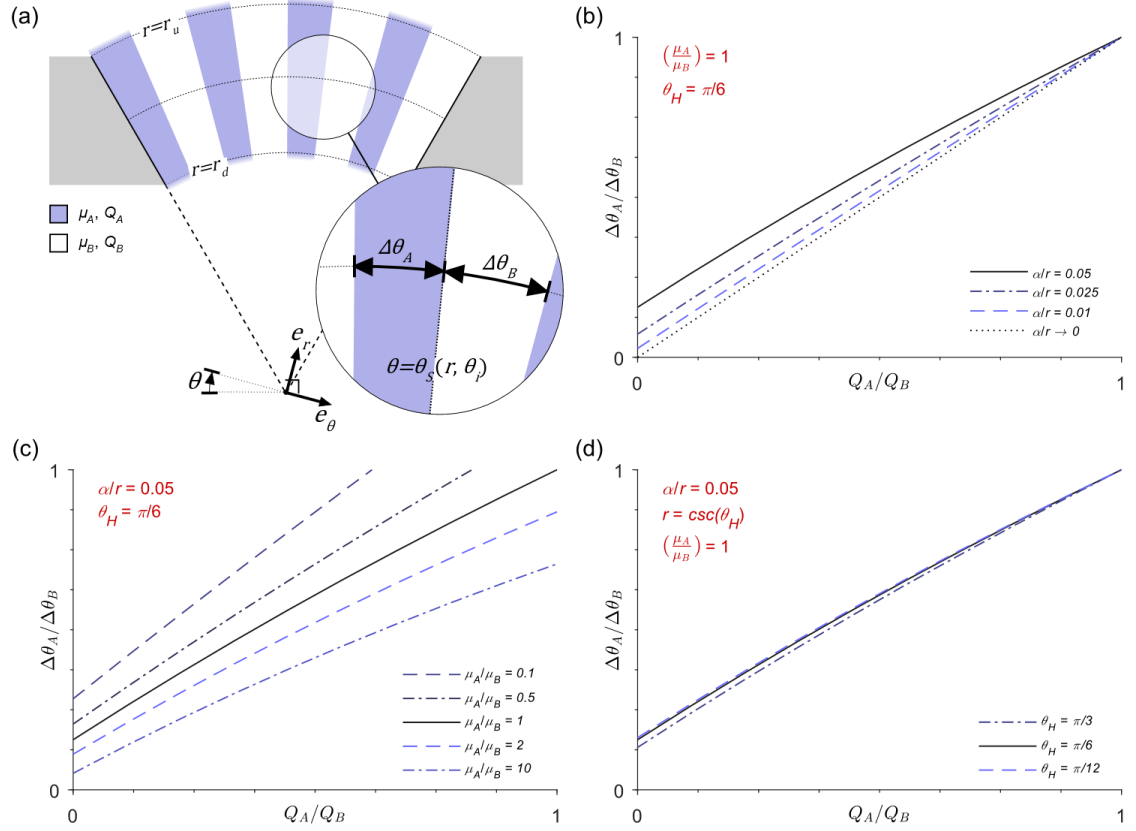 (a)
r=r_u
r=r_d
μ_A, Q_A
μ_B, Q_B
Δθ_A
Δθ_B
θ=θ_S(r, θ_i)
e_r
θ
e_θ
(b)
1
(μ_A/μ_B) = 1
θ_H = π/6
Δθ_A/Δθ_B
α/r = 0.05
α/r = 0.025
α/r = 0.01
α/r → 0
0
0
Q_A/Q_B
1
(c)
1
α/r = 0.05
θ_H = π/6
Δθ_A/Δθ_B
μ_A/μ_B = 0.1
μ_A/μ_B = 0.5
μ_A/μ_B = 1
μ_A/μ_B = 2
μ_A/μ_B = 10
0
0
Q_A/Q_B
1
(d)
1
α/r = 0.05
r = csc(θ_H)
(μ_A/μ_B) = 1
Δθ_A/Δθ_B
θ_H = π/3
θ_H = π/6
θ_H = π/12
0
0
Q_A/Q_B
1